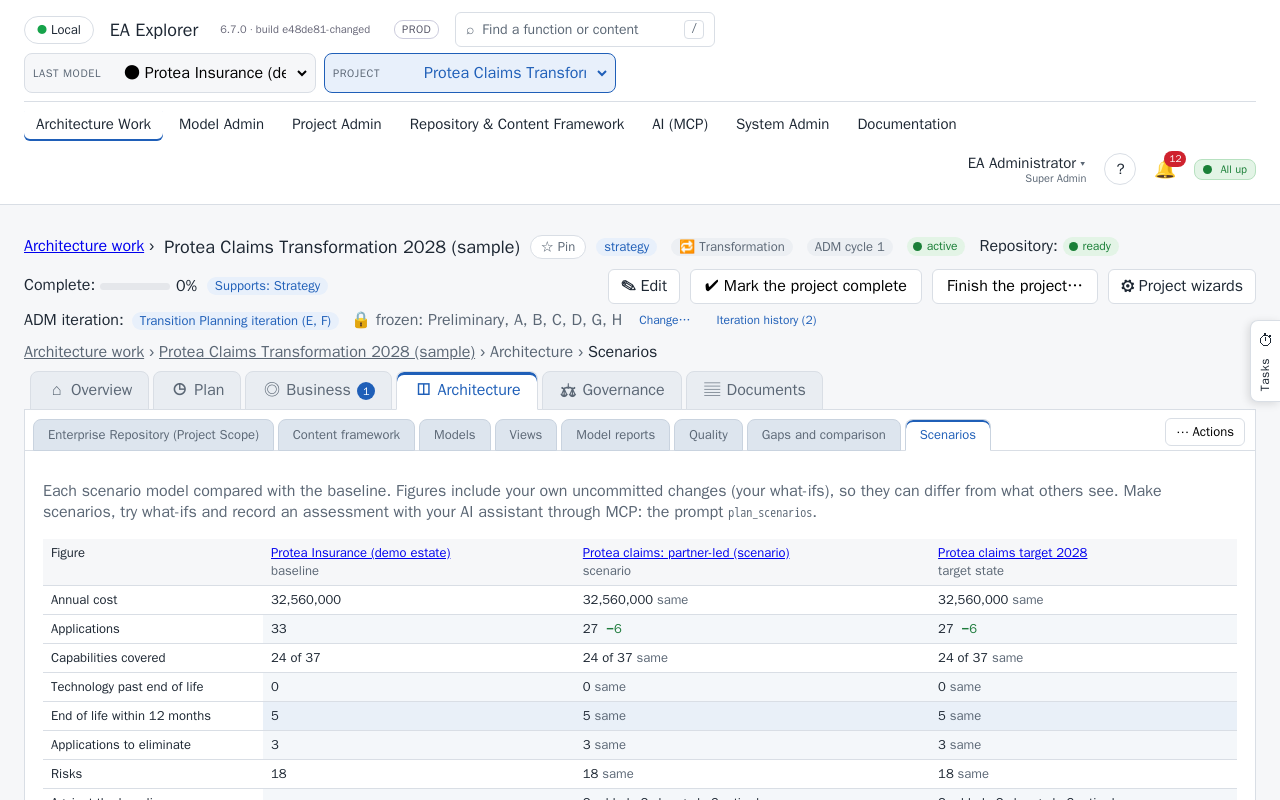 Local EA Explorer 6.7.0 · build e48de81-changed PROD ⌕ Find a function or content /
LAST MODEL ⚫ Protea Insurance (de PROJECT Protea Claims Transfor
Architecture Work Model Admin Project Admin Repository & Content Framework AI (MCP) System Admin Documentation
EA Administrator ▾ ? 🔔 12 All up
Super Admin
Architecture work › Protea Claims Transformation 2028 (sample) ☆ Pin strategy 🔁 Transformation ADM cycle 1 active Repository: ready
Complete: 0% Supports: Strategy ✎ Edit ✔ Mark the project complete Finish the project⋯ ⚙ Project wizards
ADM iteration: Transition Planning iteration (E, F) 🔒 frozen: Preliminary, A, B, C, D, G, H Change⋯ Iteration history (2)
Architecture work › Protea Claims Transformation 2028 (sample) › Architecture › Scenarios
Tasks
Overview Plan Business 1 Architecture Governance Documents
Enterprise Repository (Project Scope) Content framework Models Views Model reports Quality Gaps and comparison Scenarios ⋯ Actions
Each scenario model compared with the baseline. Figures include your own uncommitted changes (your what-ifs), so they can differ from what others see. Make
scenarios, try what-ifs and record an assessment with your AI assistant through MCP: the prompt plan_scenarios.
Figure Protea Insurance (demo estate) Protea claims: partner-led (scenario) Protea claims target 2028
baseline scenario target state
Annual cost 32,560,000 32,560,000 same 32,560,000 same
Applications 33 27 −6 27 −6
Capabilities covered 24 of 37 24 of 37 same 24 of 37 same
Technology past end of life 0 0 same 0 same
End of life within 12 months 5 5 same 5 same
Applications to eliminate 3 3 same 3 same
Risks 18 18 same 18 same